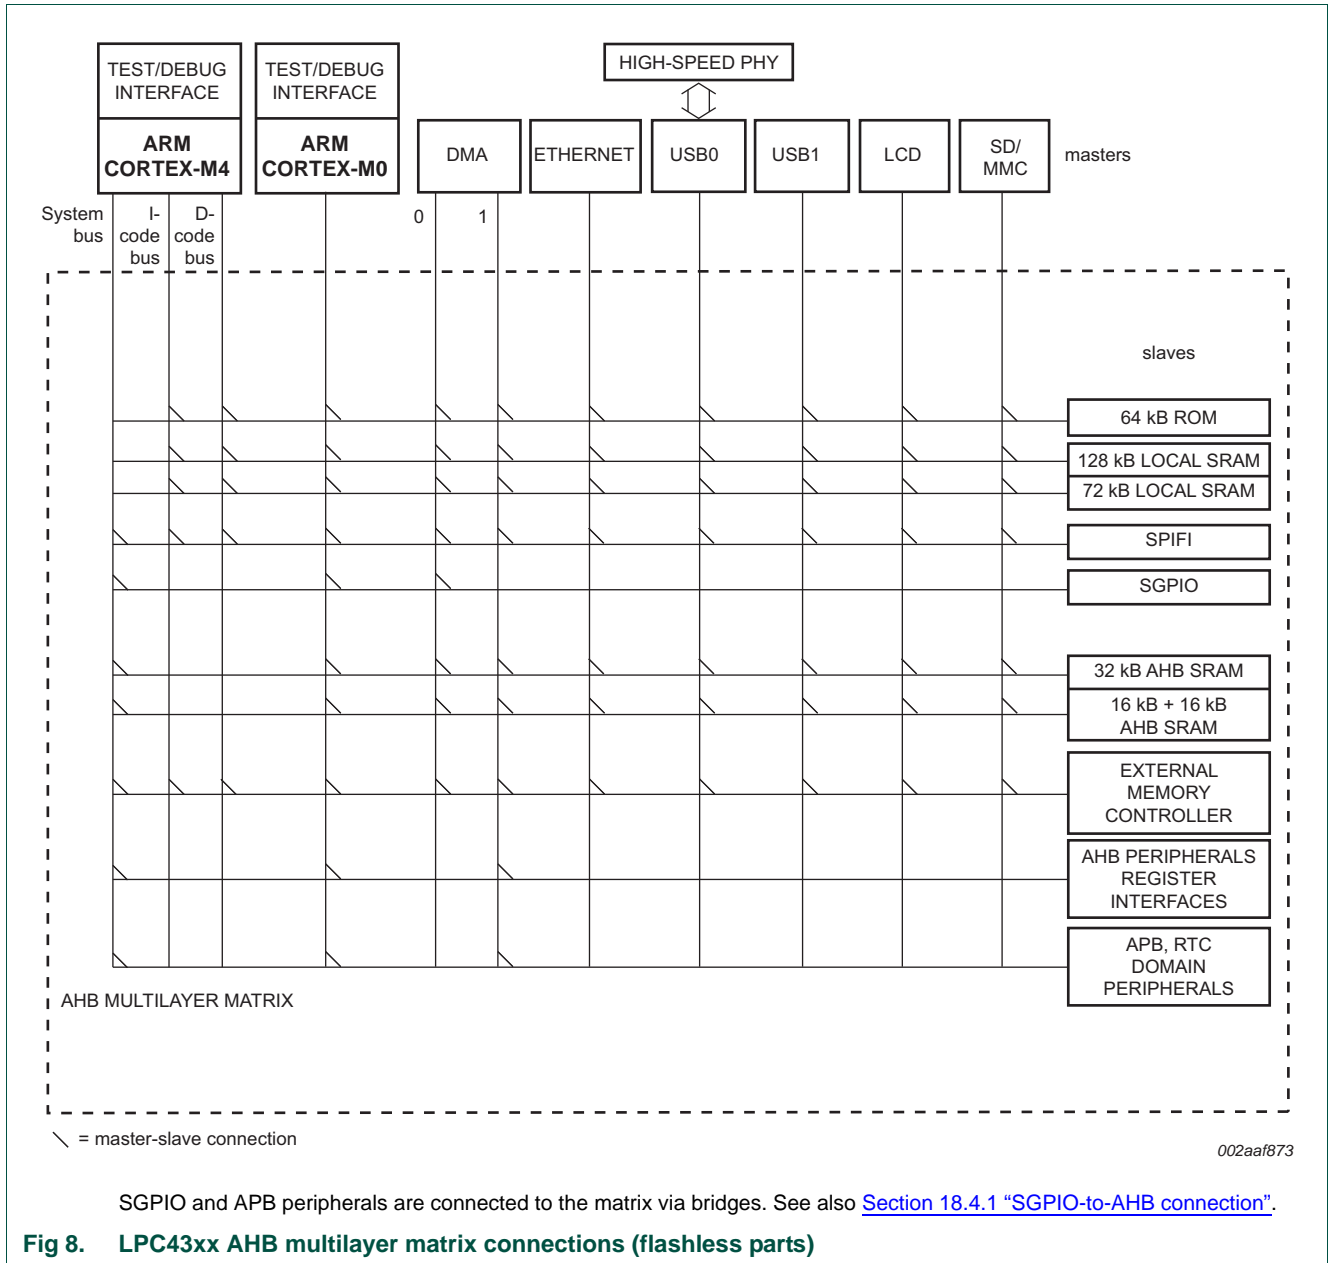 TEST/DEBUG
INTERFACE
ARM
CORTEX-M4
TEST/DEBUG
INTERFACE
ARM
CORTEX-M0
HIGH-SPEED PHY
DMA
ETHERNET
USB0
USB1
LCD
SD/
MMC
masters
System
bus
I-
code
bus
D-
code
bus
0
1
slaves
64 kB ROM
128 kB LOCAL SRAM
72 kB LOCAL SRAM
SPIFI
SGPIO
32 kB AHB SRAM
16 kB + 16 kB
AHB SRAM
EXTERNAL
MEMORY
CONTROLLER
AHB PERIPHERALS
REGISTER
INTERFACES
APB, RTC
DOMAIN
PERIPHERALS
AHB MULTILAYER MATRIX
= master-slave connection
002aaf873
SGPIO and APB peripherals are connected to the matrix via bridges. See also Section 18.4.1 “SGPIO-to-AHB connection”.
Fig 8. LPC43xx AHB multilayer matrix connections (flashless parts)